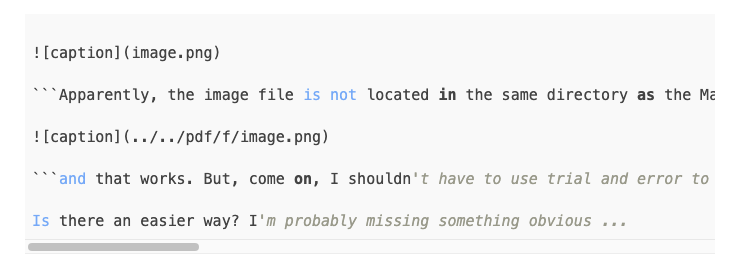 ![caption](image.png)
```Apparently, the image file is not located in the same directory as the Ma
![caption](../../pdf/f/image.png)
```and that works. But, come on, I shouldn't have to use trial and error to
Is there an easier way? I'm probably missing something obvious ...